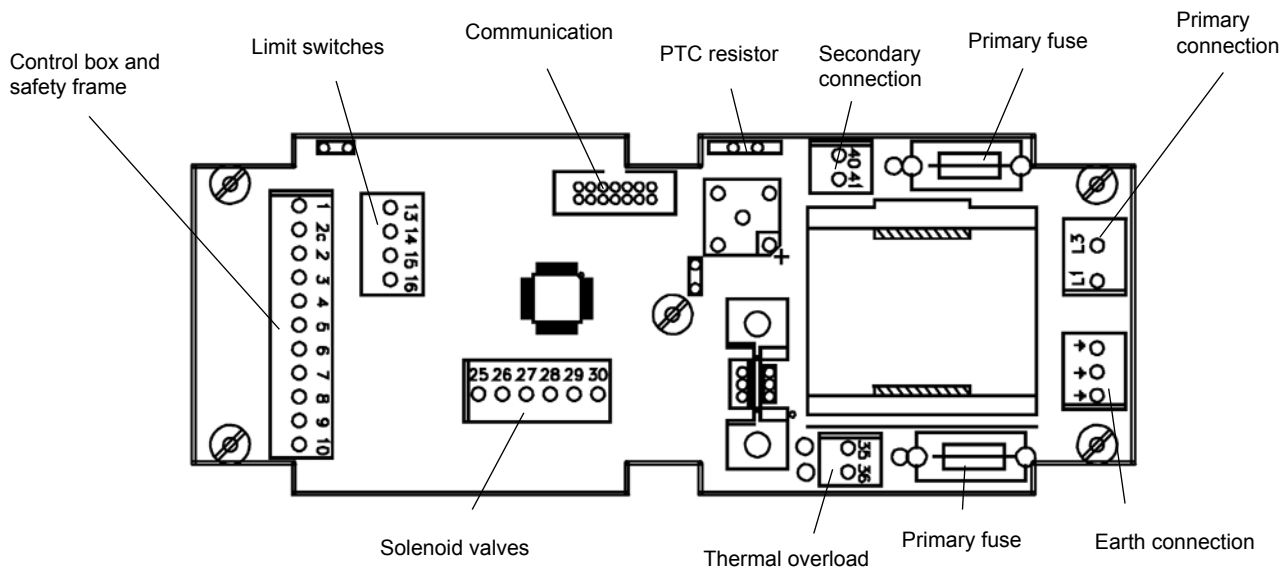 Control box and
safety frame
Limit switches
Communication
PTC resistor
Secondary
connection
Primary fuse
Primary
connection
1
2c
2
3
4
5
6
7
8
9
10
13
14
15
16
25 26 27 28 29 30
+
40
41
L3
L1
35
36
Solenoid valves
Thermal overload
Primary fuse
Earth connection